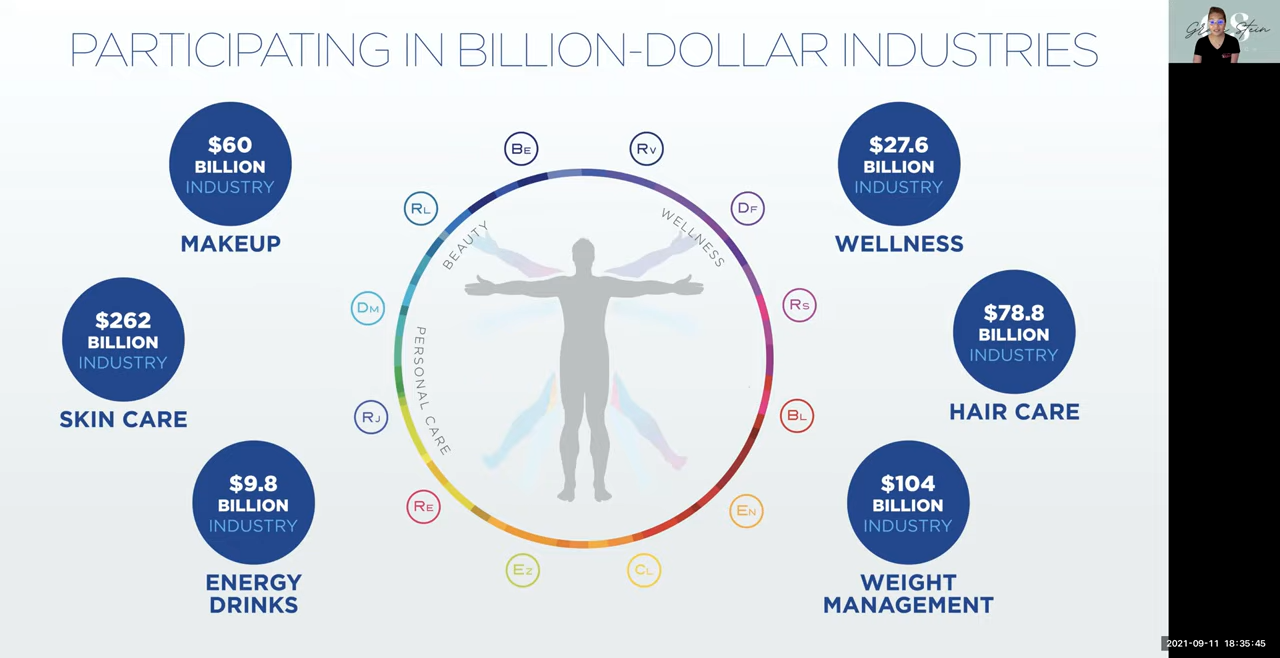 PARTICIPATING IN BILLION-DOLLAR INDUSTRIES
$60
BILLION
INDUSTRY
MAKEUP
$262
BILLION
INDUSTRY
SKIN CARE
$9.8
BILLION
INDUSTRY
ENERGY
DRINKS
BE
RV
RL
DF
DM
RS
RJ
BL
RE
EN
EZ
CL
BEAUTY
WELLNESS
PERSONAL CARE
$27.6
BILLION
INDUSTRY
WELLNESS
$78.8
BILLION
INDUSTRY
HAIR CARE
$104
BILLION
INDUSTRY
WEIGHT
MANAGEMENT
Stein
2021-09-11 18:35:45